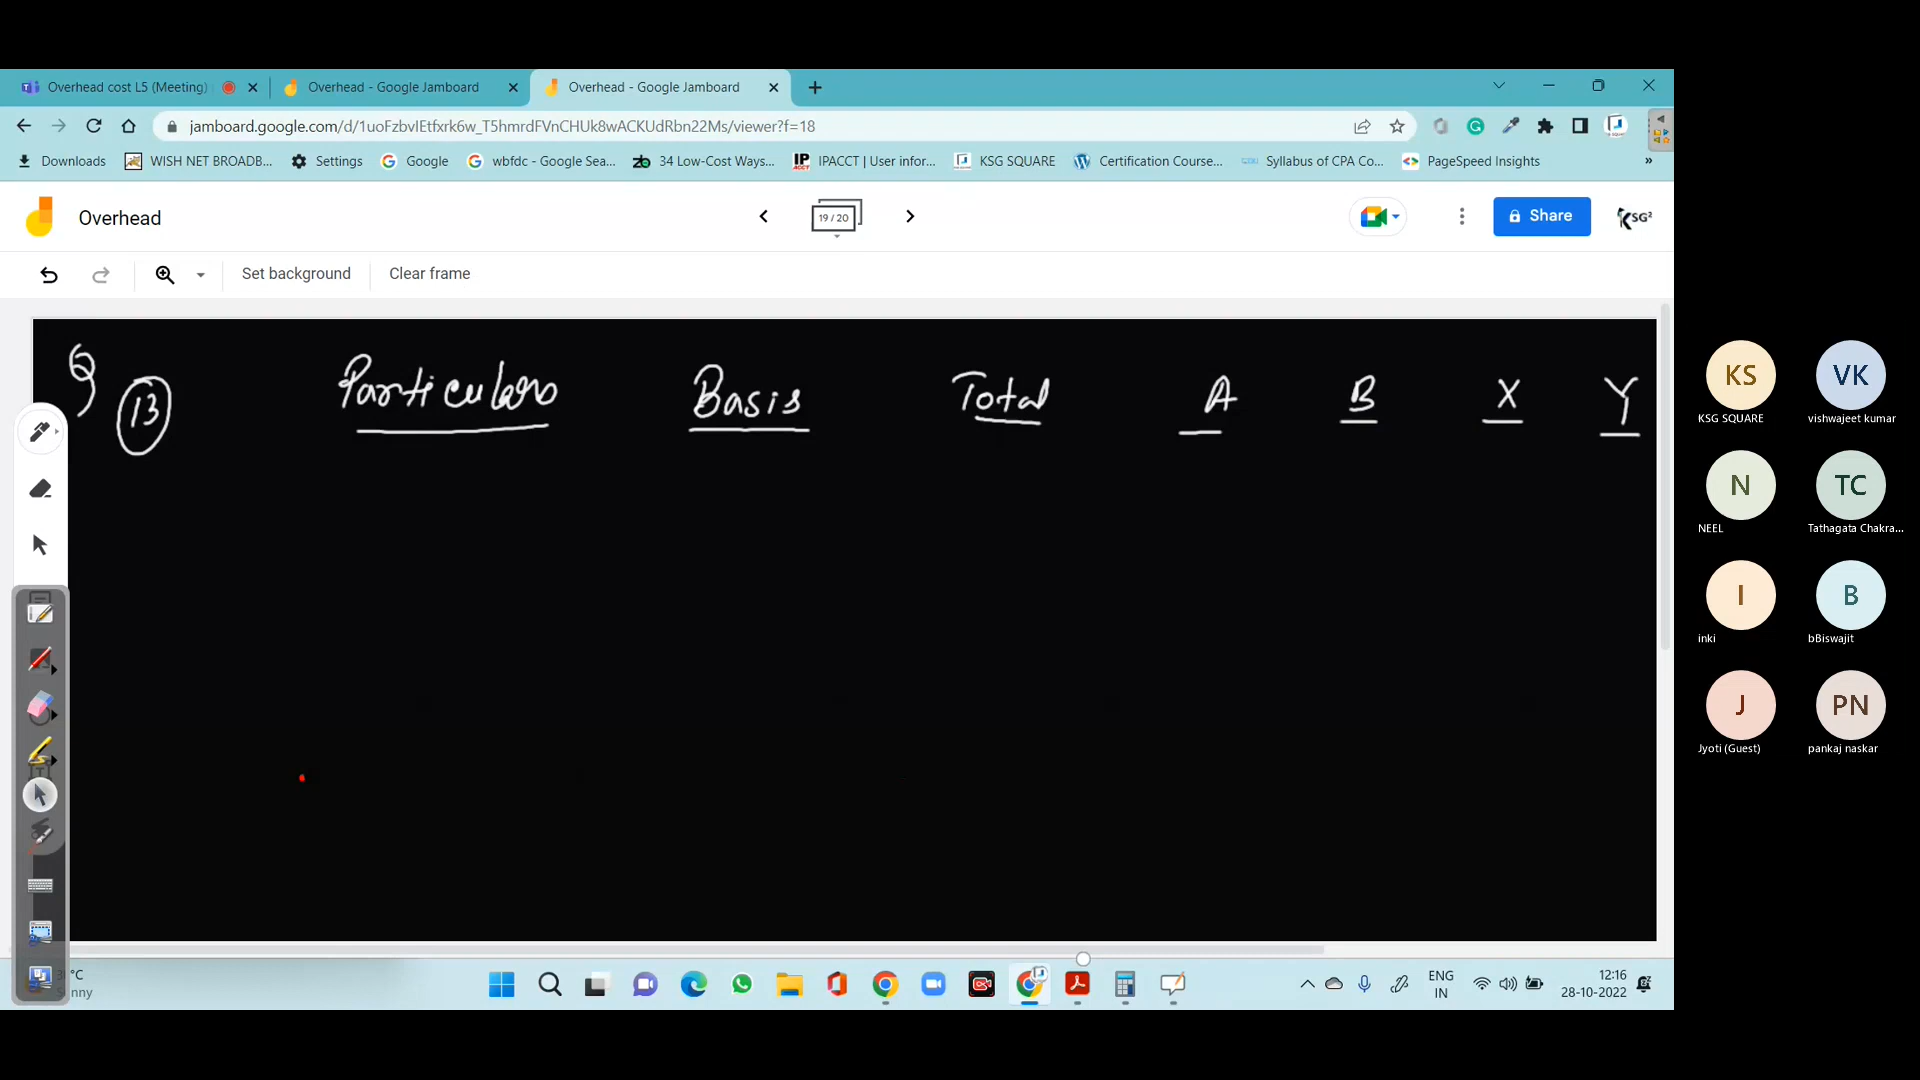 Overhead cost L5 (Meeting) Overhead - Google Jamboard Overhead - Google Jamboard
jamboard.google.com/d/1uoFzbvIEtfxrk6w_T5hmrdFVnCHUk8wACKUdRbn22Ms/viewer?f=18
Downloads WISH NET BROADB... Settings Google wbfdc - Google Sea... 34 Low-Cost Ways... IPACCT | User infor... KSG SQUARE Certification Course... Syllabus of CPA Co... PageSpeed Insights »
Overhead 19 / 20 Share KSG²
Set background Clear frame
Q 13 Particulars Basis Total A B X Y
KS VK
KSG SQUARE vishwajeet kumar
N TC
NEEL Tathagata Chakra...
I B
inki bBiswajit
J PN
Jyoti (Guest) pankaj naskar
°C
ENG
IN
12:16
28-10-2022